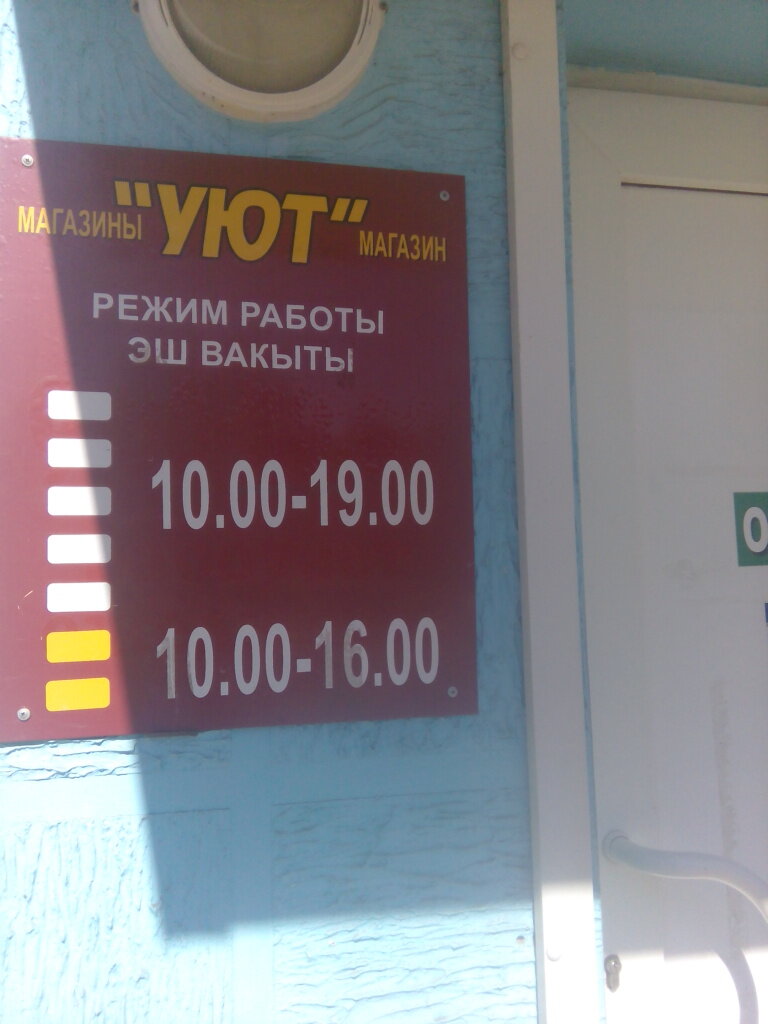 МАГАЗИНЫ "УЮТ" МАГАЗИН
РЕЖИМ РАБОТЫ
ЭШ ВАКЫТЫ
10.00-19.00
10.00-16.00